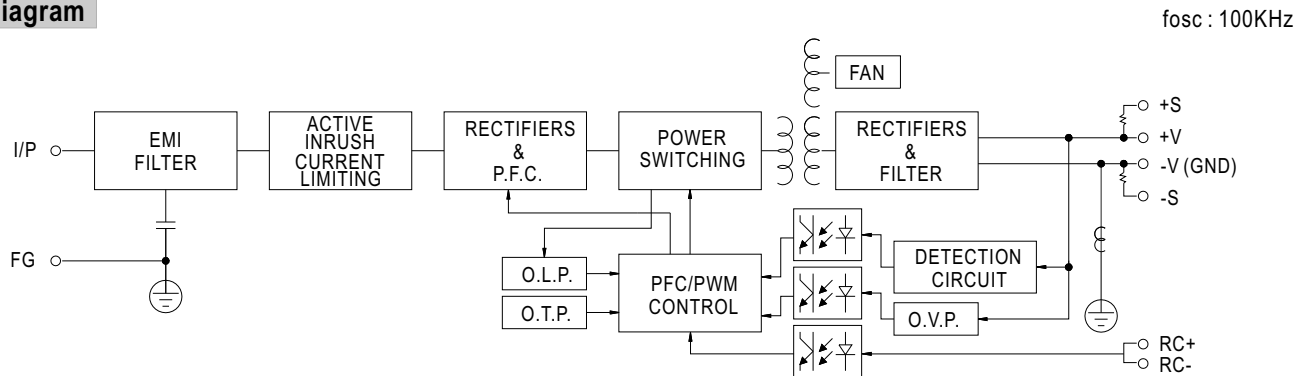 iagram
fosc : 100KHz
FAN
I/P
EMI
FILTER
ACTIVE
INRUSH
CURRENT
LIMITING
RECTIFIERS
&
P.F.C.
POWER
SWITCHING
RECTIFIERS
&
FILTER
+S
+V
-V (GND)
-S
FG
O.L.P.
O.T.P.
PFC/PWM
CONTROL
DETECTION
CIRCUIT
O.V.P.
RC+
RC-